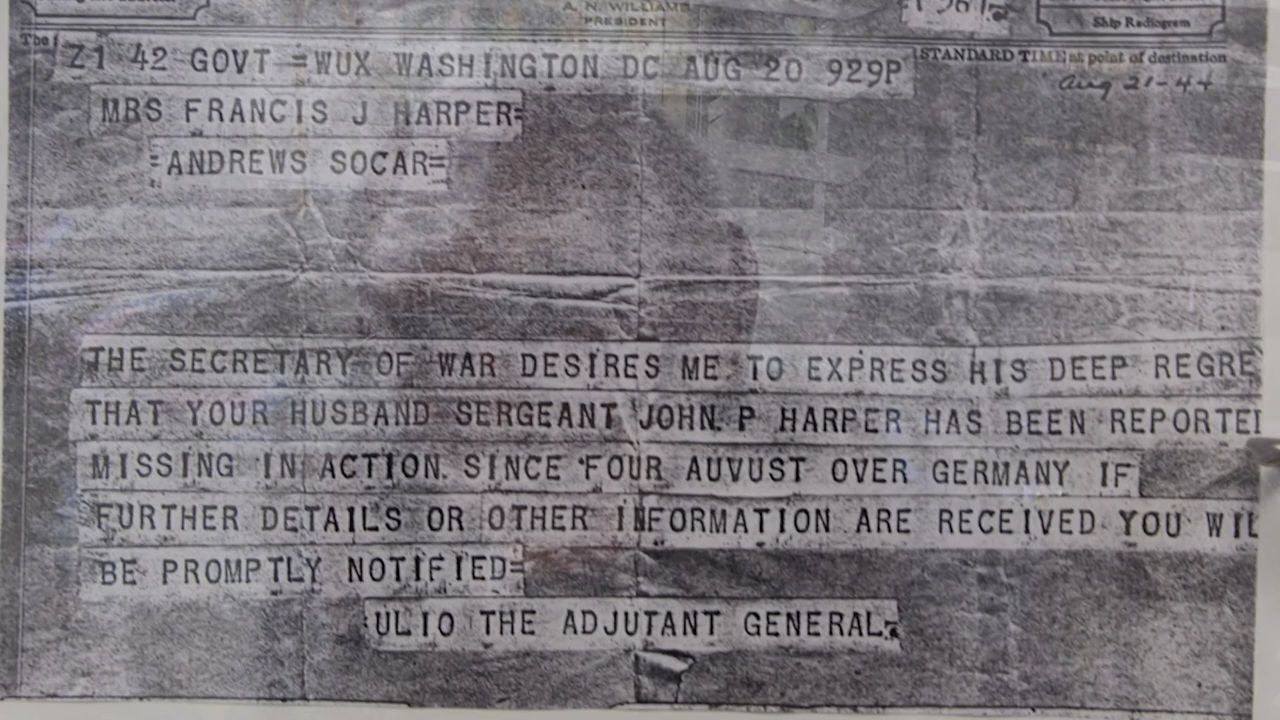 A. N. WILLIAMS
PRESIDENT
Ship Radiogram
The
STANDARD TIME at point of destination
Z1 42 GOVT =WUX WASHINGTON DC AUG 20 929P
Aug 21-44
MRS FRANCIS J HARPER=
=ANDREWS SOCAR=
THE SECRETARY OF WAR DESIRES ME TO EXPRESS HIS DEEP REGRE
THAT YOUR HUSBAND SERGEANT JOHN P HARPER HAS BEEN REPORTE
MISSING IN ACTION SINCE FOUR AUVUST OVER GERMANY IF
FURTHER DETAILS OR OTHER INFORMATION ARE RECEIVED YOU WIL
BE PROMPTLY NOTIFIED=
=ULIO THE ADJUTANT GENERAL=